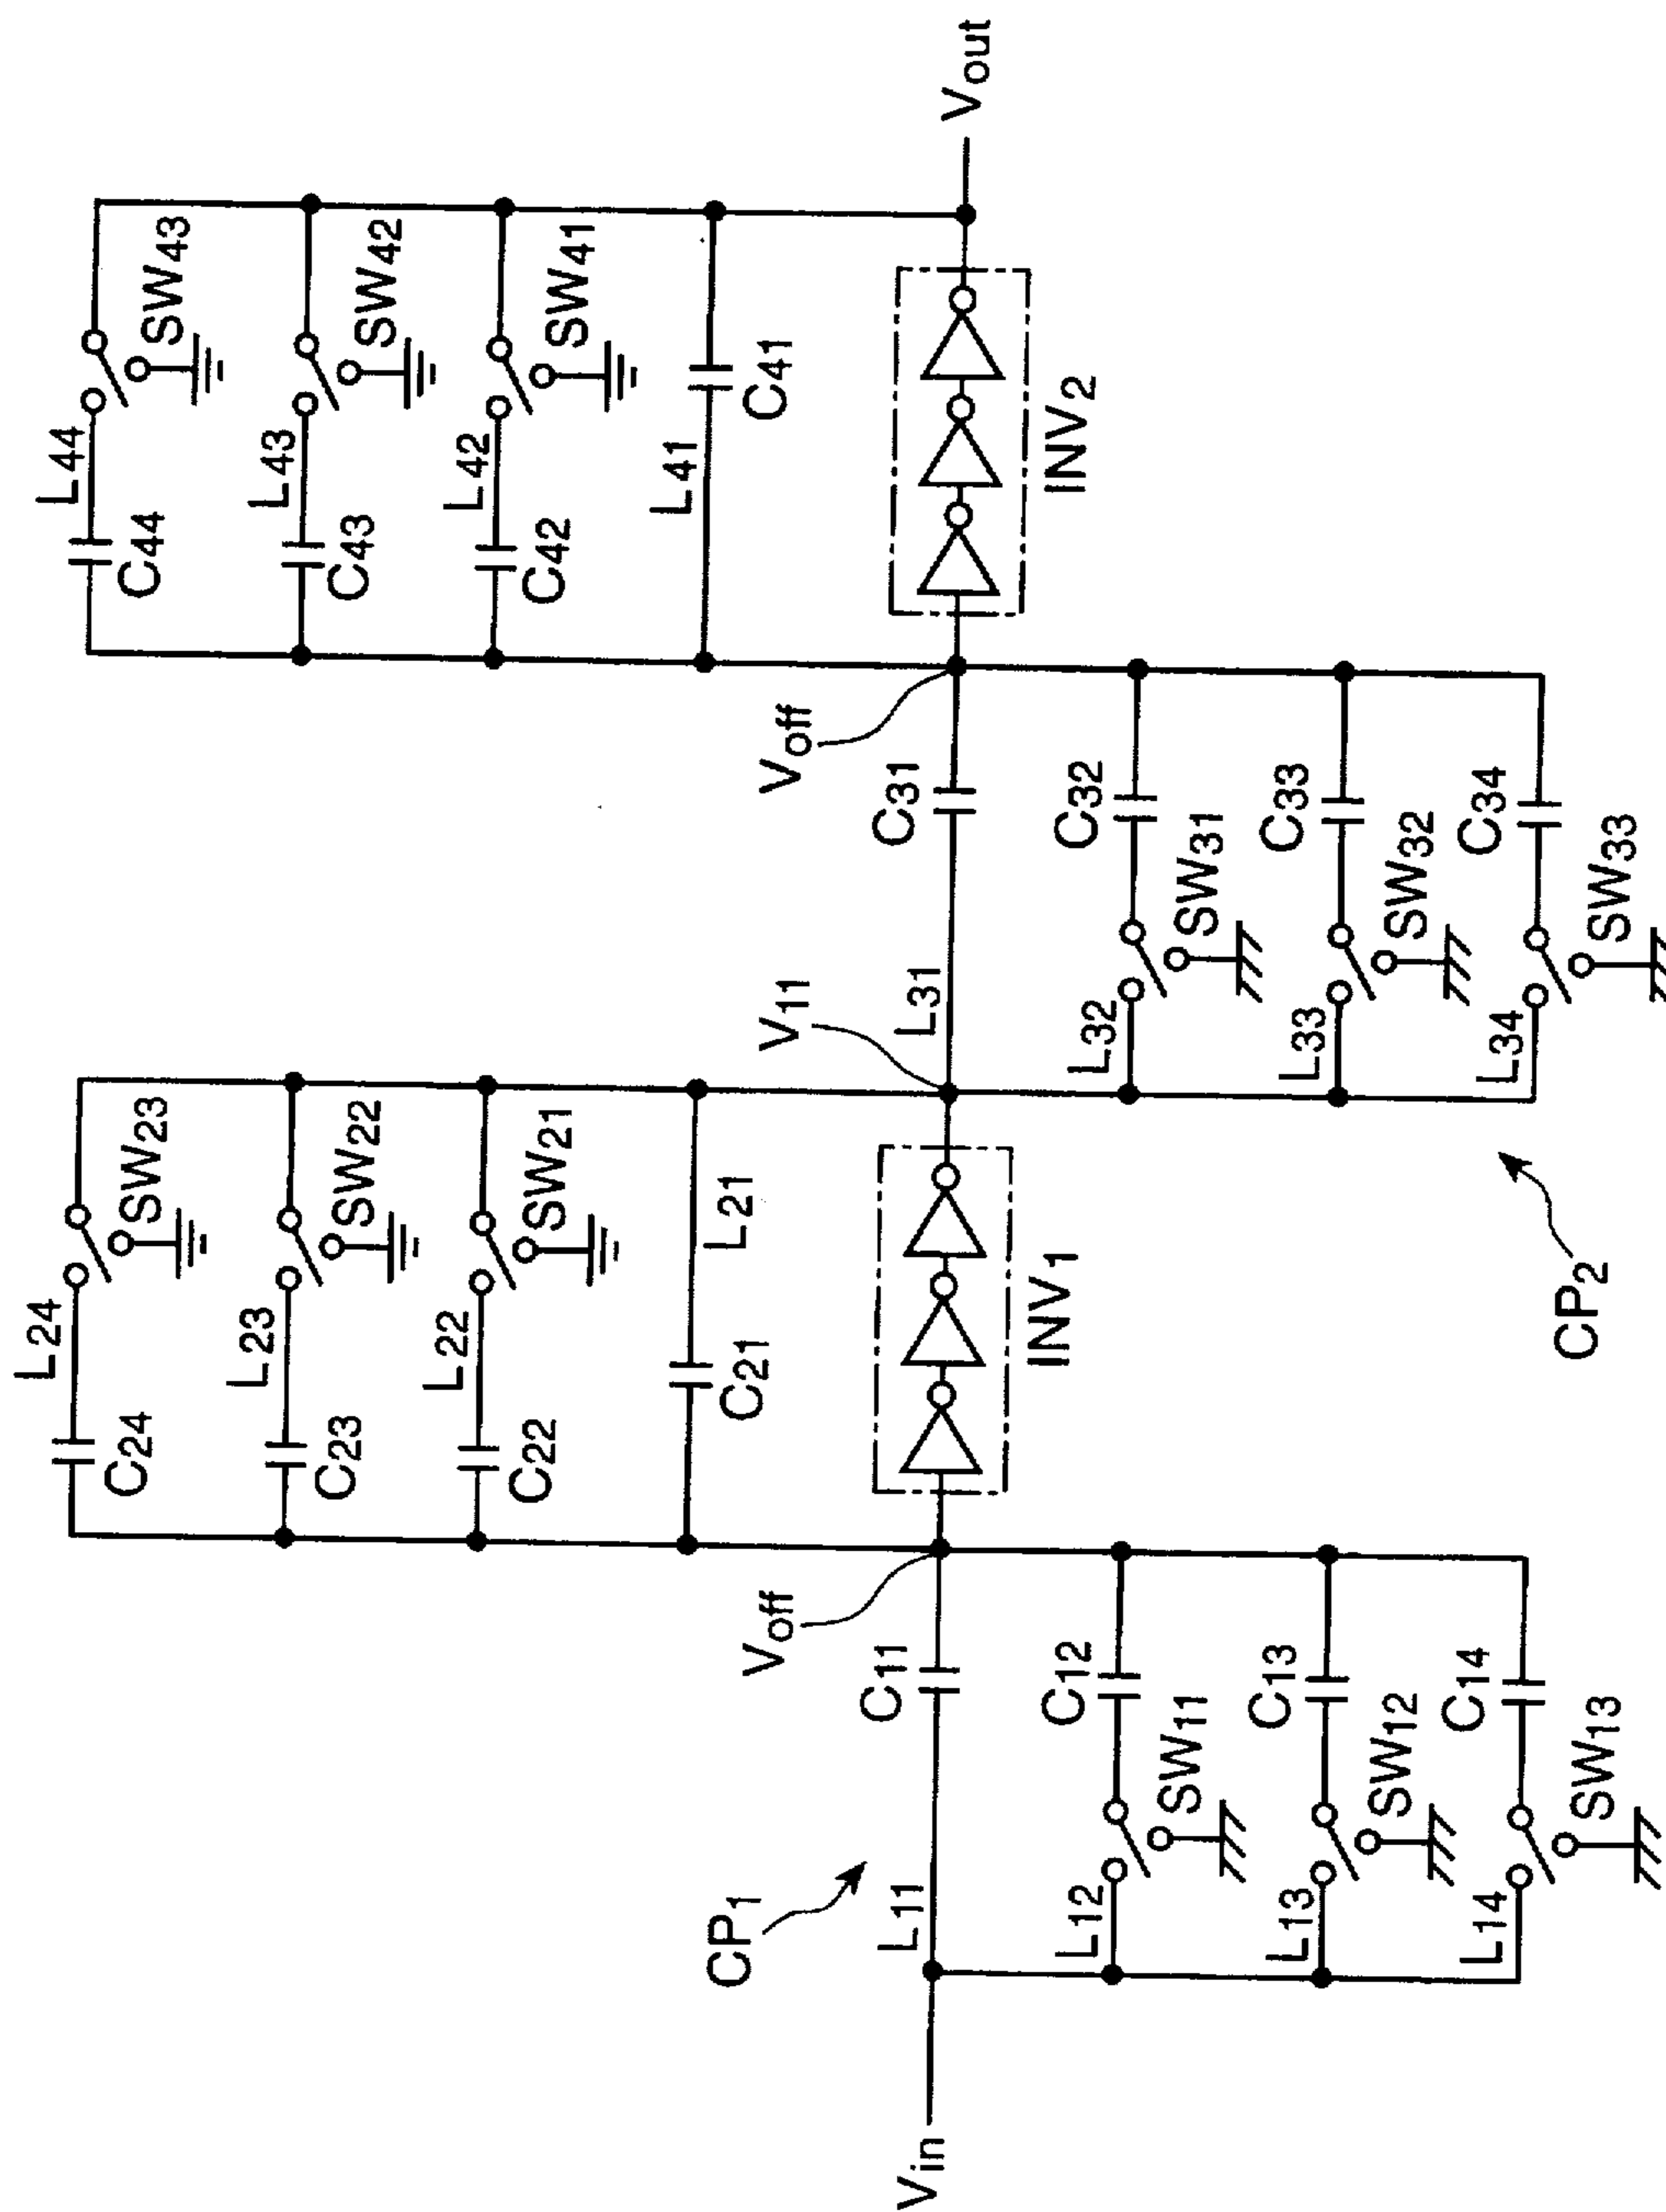 L24
C24
SW23
L23
C23
SW22
L22
C22
SW21
C21
L21
L44
C44
SW43
L43
C43
SW42
L42
C42
SW41
L41
C41
Vin
CP1
L11
C11
Voff
INV1
V11
L31
C31
Voff
INV2
Vout
L12
SW11
C12
L13
SW12
C13
L14
SW13
C14
L32
SW31
C32
L33
SW32
C33
L34
SW33
C34
CP2